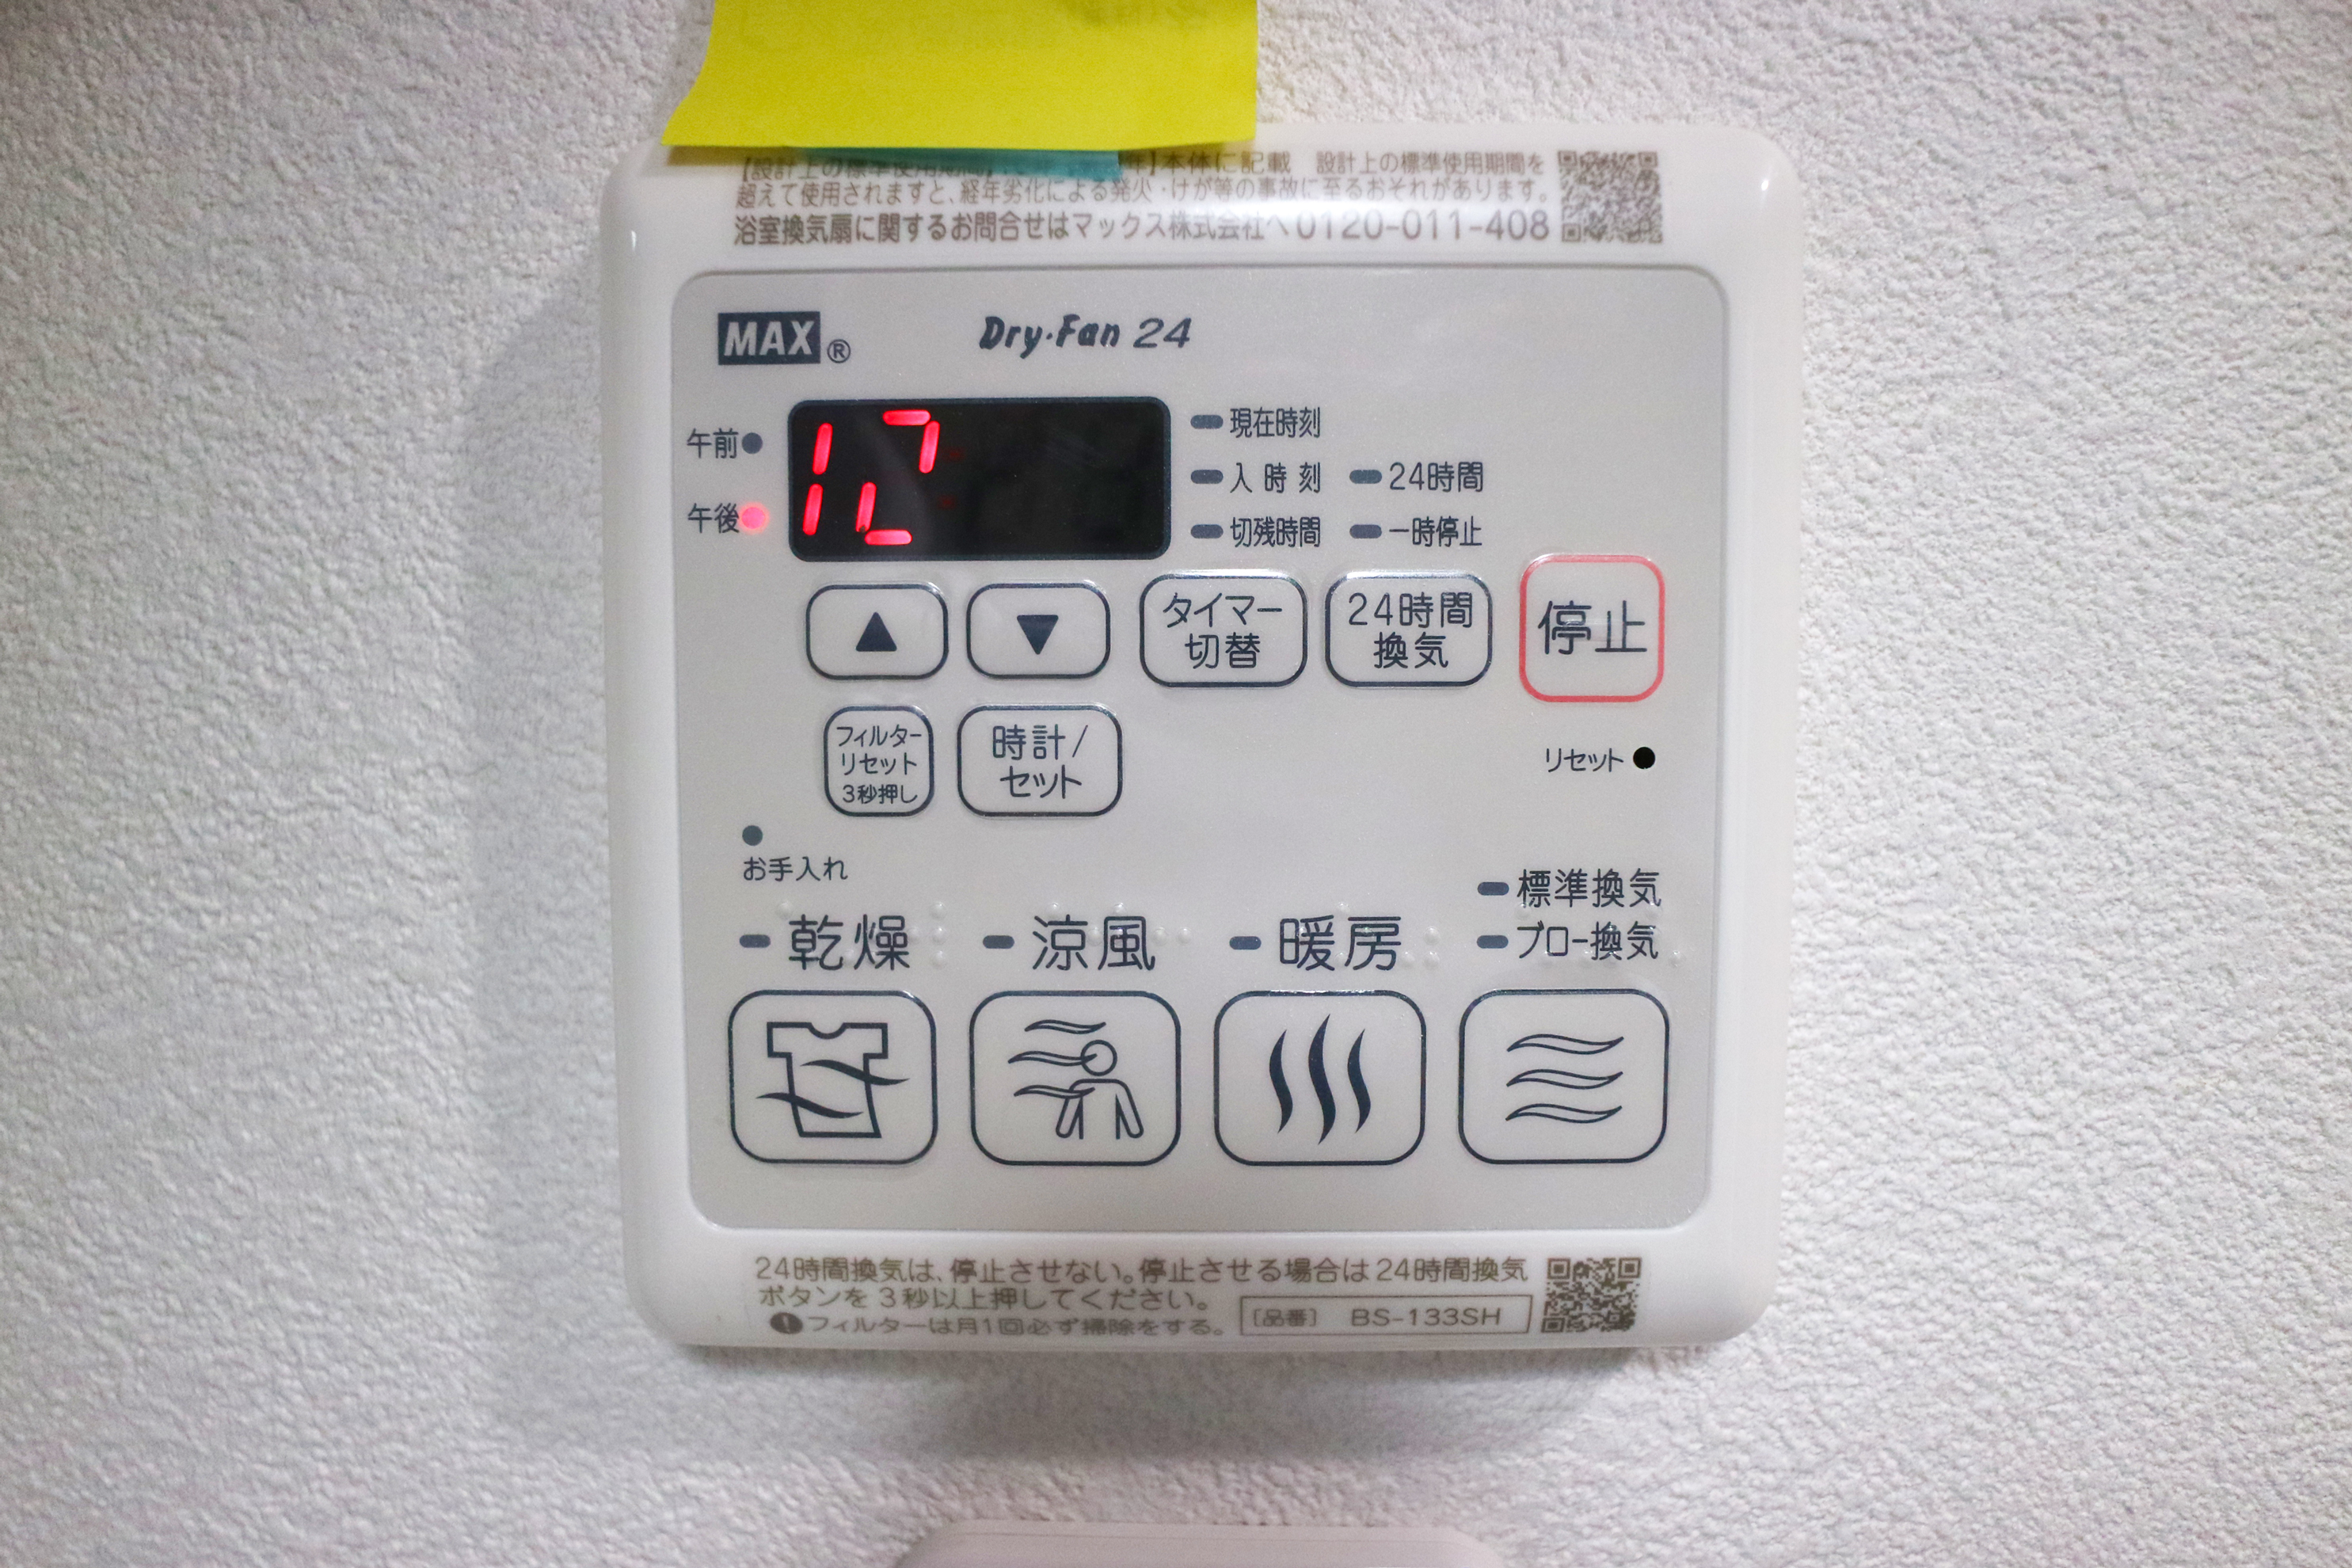 【設計上の標準使用期間】 年】本体に記載 設計上の標準使用期間を
超えて使用されますと、経年劣化による発火・けが等の事故に至るおそれがあります。
浴室換気扇に関するお問合せはマックス株式会社へ 0120-011-408
MAX® Dry・Fan 24
午前
午後
12
現在時刻
入時刻 24時間
切残時間 一時停止
▲ ▼
タイマー
切替
24時間
換気
停止
フィルター
リセット
3秒押し
時計/
セット
リセット
お手入れ
乾燥 涼風 暖房
標準換気
ブロー換気
24時間換気は、停止させない。停止させる場合は24時間換気
ボタンを3秒以上押してください。
フィルターは月1回必ず掃除をする。 [品番] BS-133SH